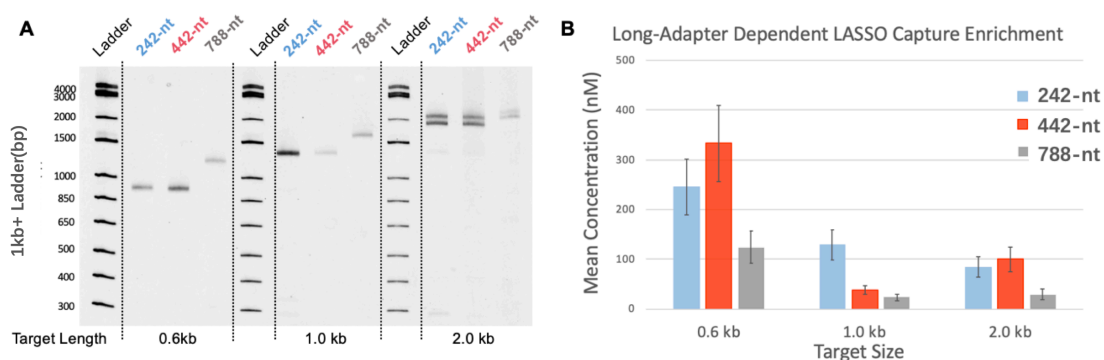 A
Ladder 242-nt 442-nt 788-nt Ladder 242-nt 442-nt 788-nt Ladder 242-nt 442-nt 788-nt
1kb+ Ladder(bp)
4000
3000
2000
1500
1000
850
650
500
400
300
Target Length 0.6kb 1.0 kb 2.0 kb
B
Long-Adapter Dependent LASSO Capture Enrichment
Mean Concentration (nM)
500
400
300
200
100
0
242-nt
442-nt
788-nt
0.6 kb 1.0 kb 2.0 kb
Target Size